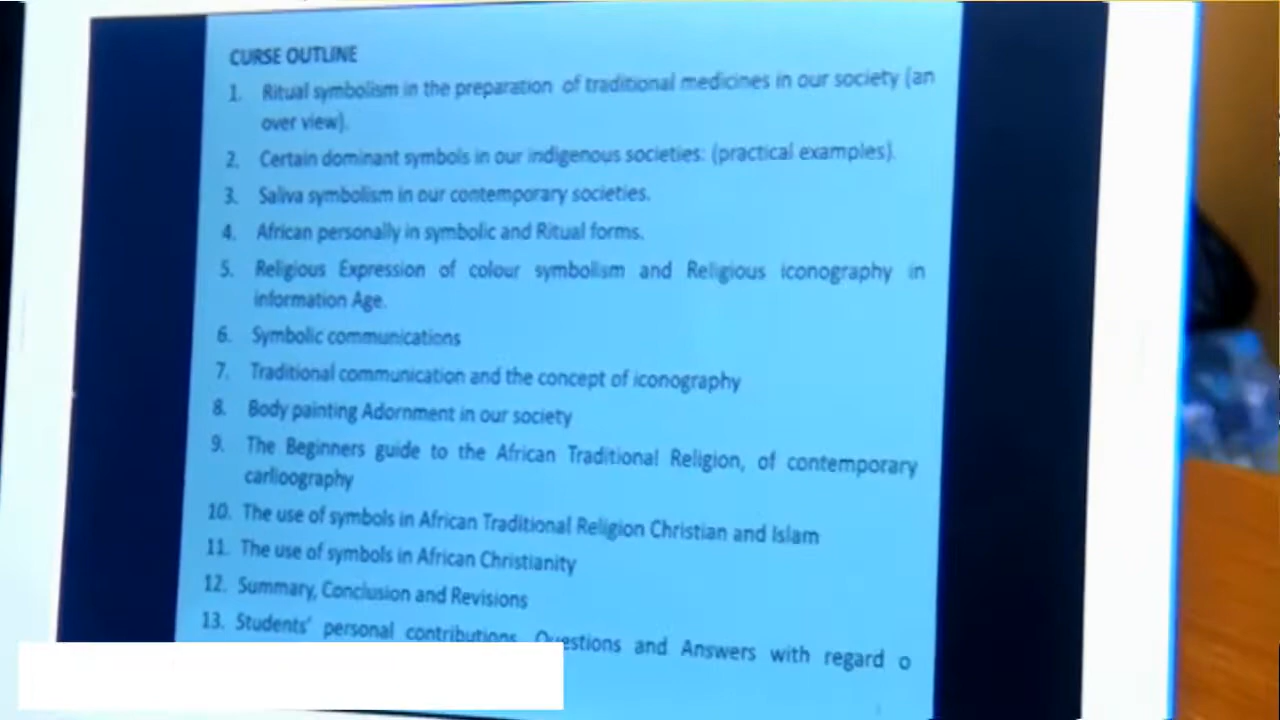 CURSE OUTLINE
1. Ritual symbolism in the preparation of traditional medicines in our society (an
over view).
2. Certain dominant symbols in our indigenous societies: (practical examples).
3. Saliva symbolism in our contemporary societies.
4. African personally in symbolic and Ritual forms.
5. Religious Expression of colour symbolism and Religious iconography in
information Age.
6. Symbolic communications
7. Traditional communication and the concept of iconography
8. Body painting Adornment in our society
9. The Beginners guide to the African Traditional Religion, of contemporary
carlioography
10. The use of symbols in African Traditional Religion Christian and Islam
11. The use of symbols in African Christianity
12. Summary, Conclusion and Revisions
13. Students' personal contributions, Questions and Answers with regard o